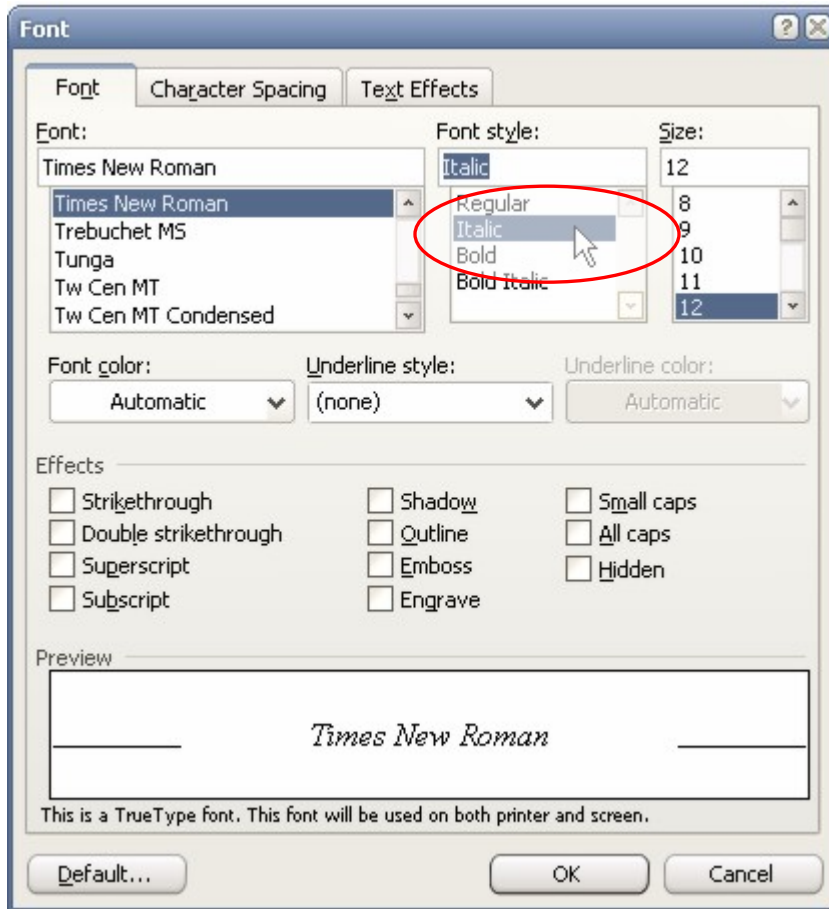 Font
Font Character Spacing Text Effects
Font: Font style: Size:
Times New Roman Italic 12
Times New Roman Regular 8
Trebuchet MS Italic 9
Tunga Bold 10
Tw Cen MT Bold Italic 11
Tw Cen MT Condensed 12
Font color: Underline style: Underline color:
Automatic (none) Automatic
Effects
Strikethrough Shadow Small caps
Double strikethrough Outline All caps
Superscript Emboss Hidden
Subscript Engrave
Preview
Times New Roman
This is a TrueType font. This font will be used on both printer and screen.
Default... OK Cancel